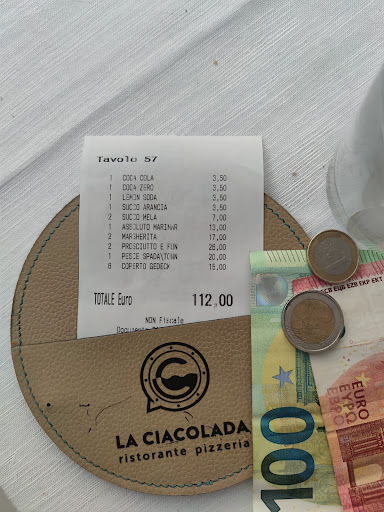 Tavolo 57
1 COCA COLA 3,50
1 COCA ZERO 3,50
1 LEMON SODA 3,50
1 SUCCO ARANCIA 3,50
2 SUCCO MELA 7,00
1 ASSOLUTO MARINAR 13,00
2 MARGHERITA 17,00
2 PROSCIUTTO E FUN 26,00
1 PESCE SPADA\TONN 20,00
6 COPERTO GEDECK 15,00
TOTALE Euro 112,00
NON Fiscale
LA CIACOLADA
ristorante pizzeria
100
EURO
ΕΥΡΩ